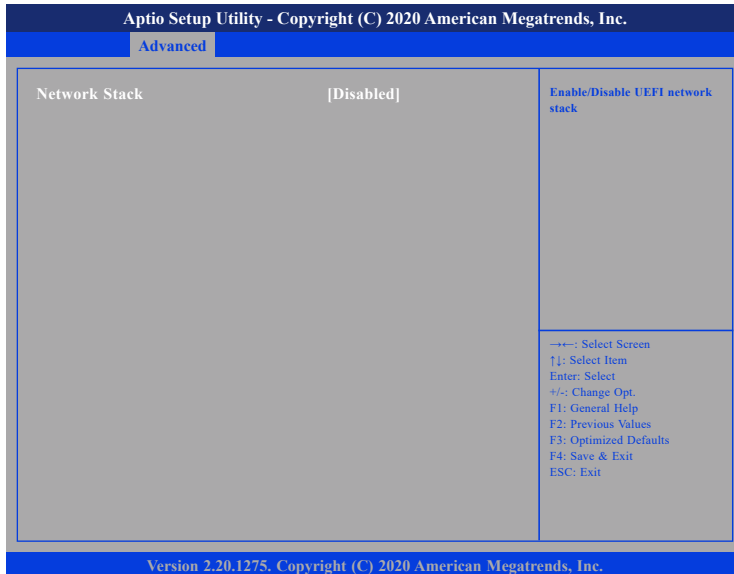 Aptio Setup Utility - Copyright (C) 2020 American Megatrends, Inc.
Advanced
Network Stack [Disabled]
Enable/Disable UEFI network
stack
→←: Select Screen
↑↓: Select Item
Enter: Select
+/-: Change Opt.
F1: General Help
F2: Previous Values
F3: Optimized Defaults
F4: Save & Exit
ESC: Exit
Version 2.20.1275. Copyright (C) 2020 American Megatrends, Inc.